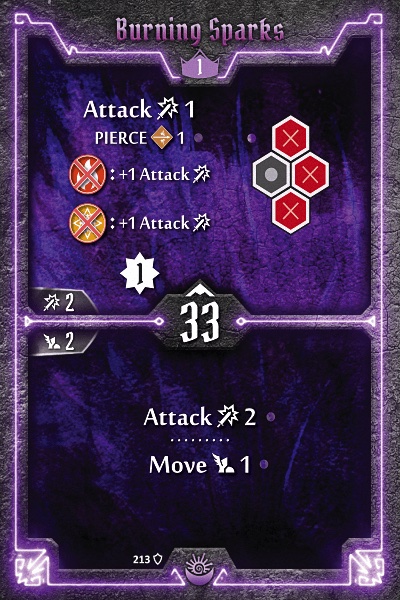 Burning Sparks
1
Attack 1
PIERCE 1
: +1 Attack
: +1 Attack
1
2
33
2
Attack 2
Move 1
213